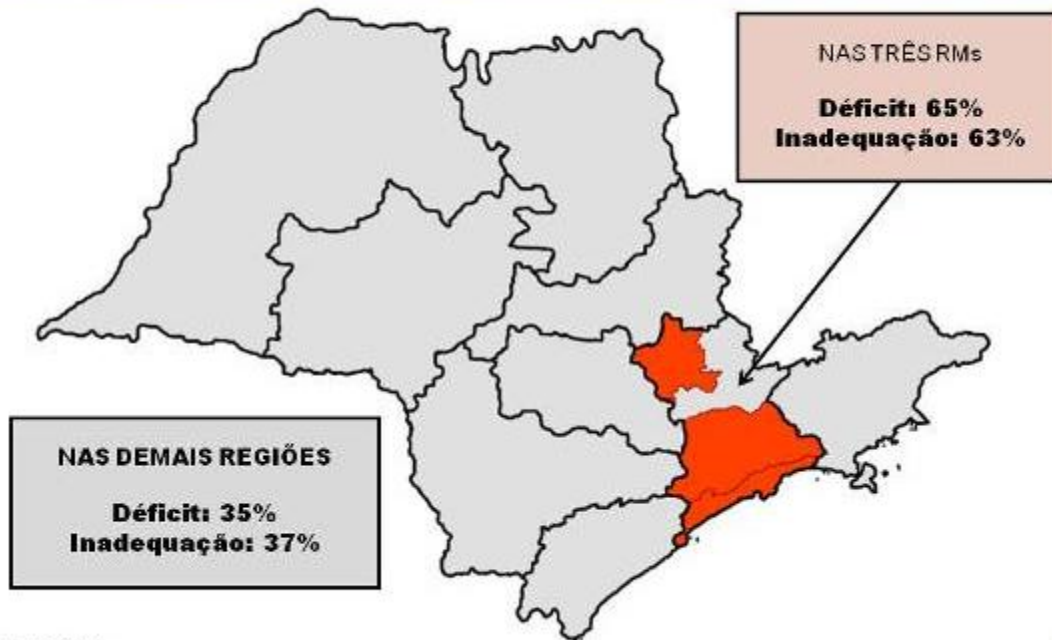 NAS TRÊS RMs
Déficit: 65%
Inadequação: 63%
NAS DEMAIS REGIÕES
Déficit: 35%
Inadequação: 37%